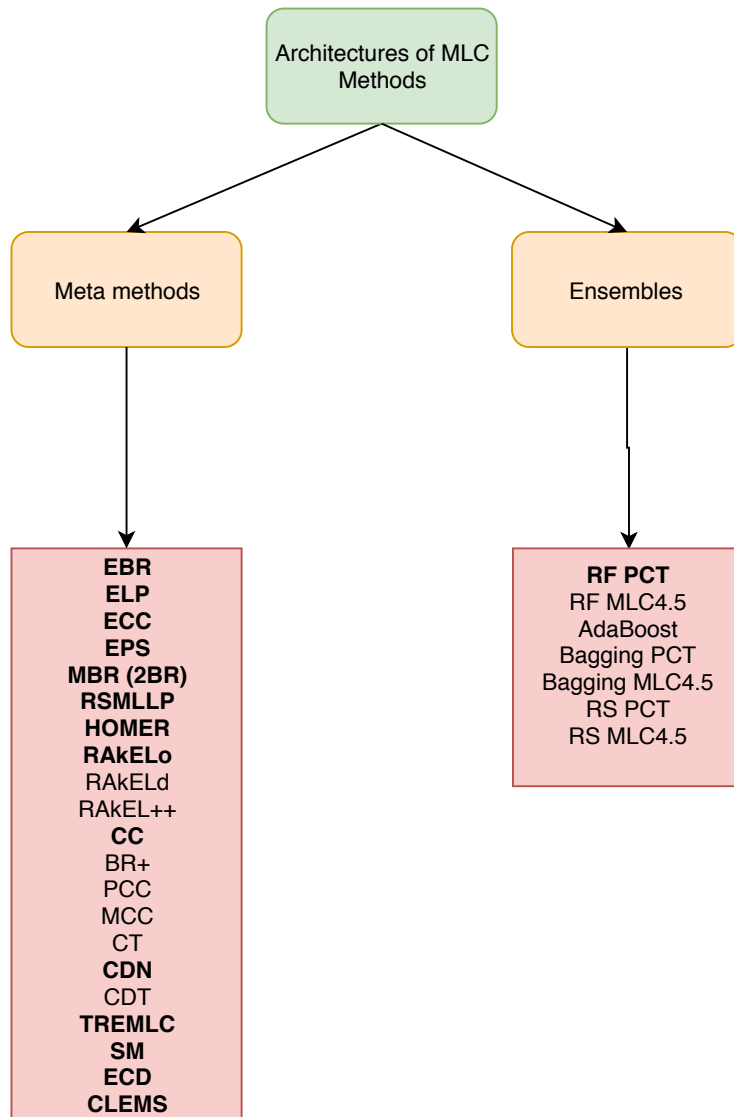 Architectures of MLC
Methods
Meta methods
Ensembles
EBR
ELP
ECC
EPS
MBR (2BR)
RSMLLP
HOMER
RAkELo
RAkELd
RAkEL++
CC
BR+
PCC
MCC
CT
CDN
CDT
TREMLC
SM
ECD
CLEMS
RF PCT
RF MLC4.5
AdaBoost
Bagging PCT
Bagging MLC4.5
RS PCT
RS MLC4.5